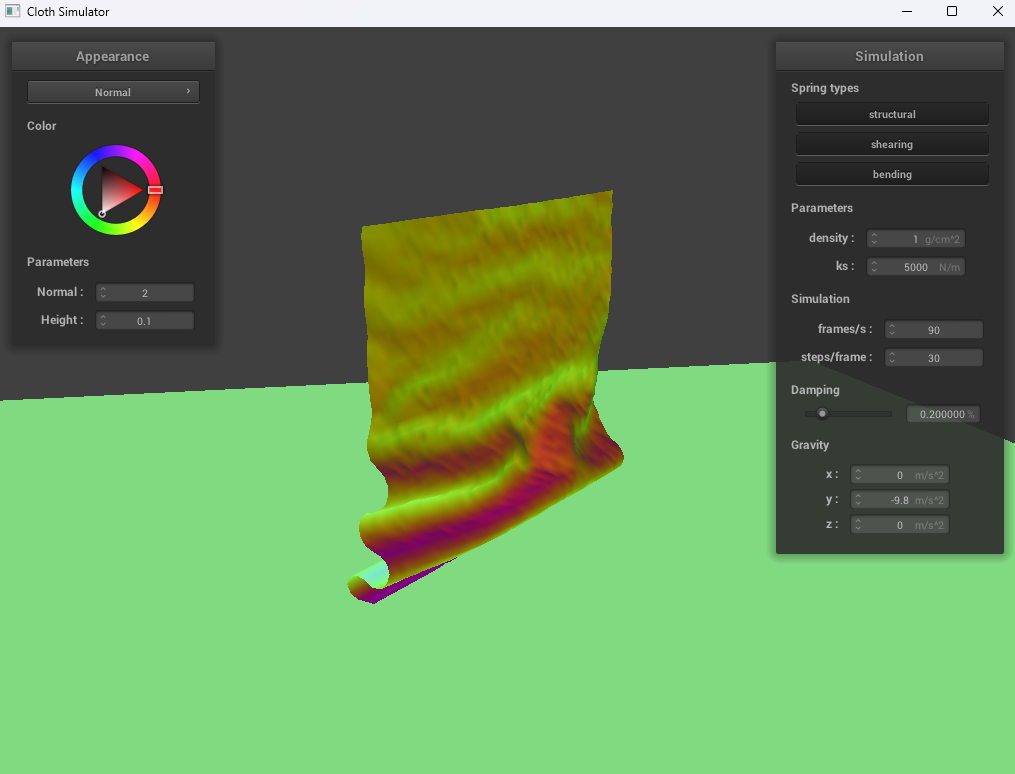 Cloth Simulator
Appearance
Normal
Color
Parameters
Normal : 2
Height : 0.1
Simulation
Spring types
structural
shearing
bending
Parameters
density : 1 g/cm^2
ks : 5000 N/m
Simulation
frames/s : 90
steps/frame : 30
Damping
0.200000 %
Gravity
x : 0 m/s^2
y : -9.8 m/s^2
z : 0 m/s^2